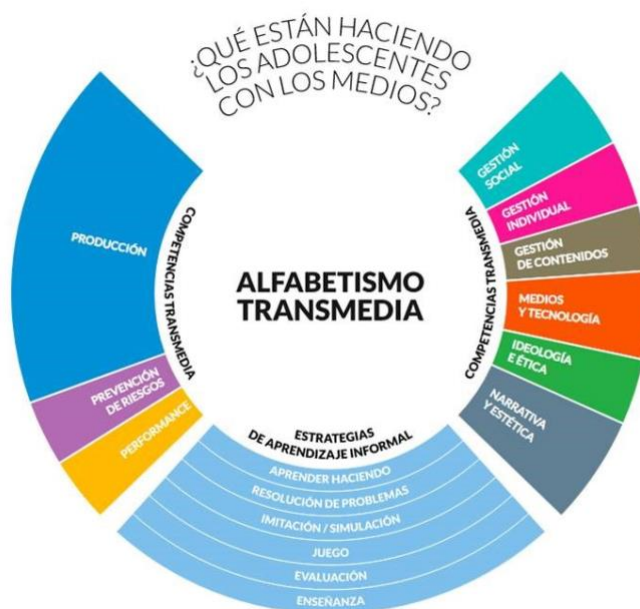 ¿QUÉ ESTÁN HACIENDO
LOS ADOLESCENTES
CON LOS MEDIOS?
COMPETENCIAS TRANSMEDIA
PRODUCCIÓN
PREVENCIÓN
DE RIESGOS
PERFORMANCE
ALFABETISMO
TRANSMEDIA
COMPETENCIAS TRANSMEDIA
GESTIÓN
SOCIAL
GESTIÓN
INDIVIDUAL
GESTIÓN
DE CONTENIDOS
MEDIOS
Y TECNOLOGÍA
IDEOLOGÍA
E ÉTICA
NARRATIVA
Y ESTÉTICA
ESTRATEGIAS
DE APRENDIZAJE INFORMAL
APRENDER HACIENDO
RESOLUCIÓN DE PROBLEMAS
IMITACIÓN / SIMULACIÓN
JUEGO
EVALUACIÓN
ENSEÑANZA